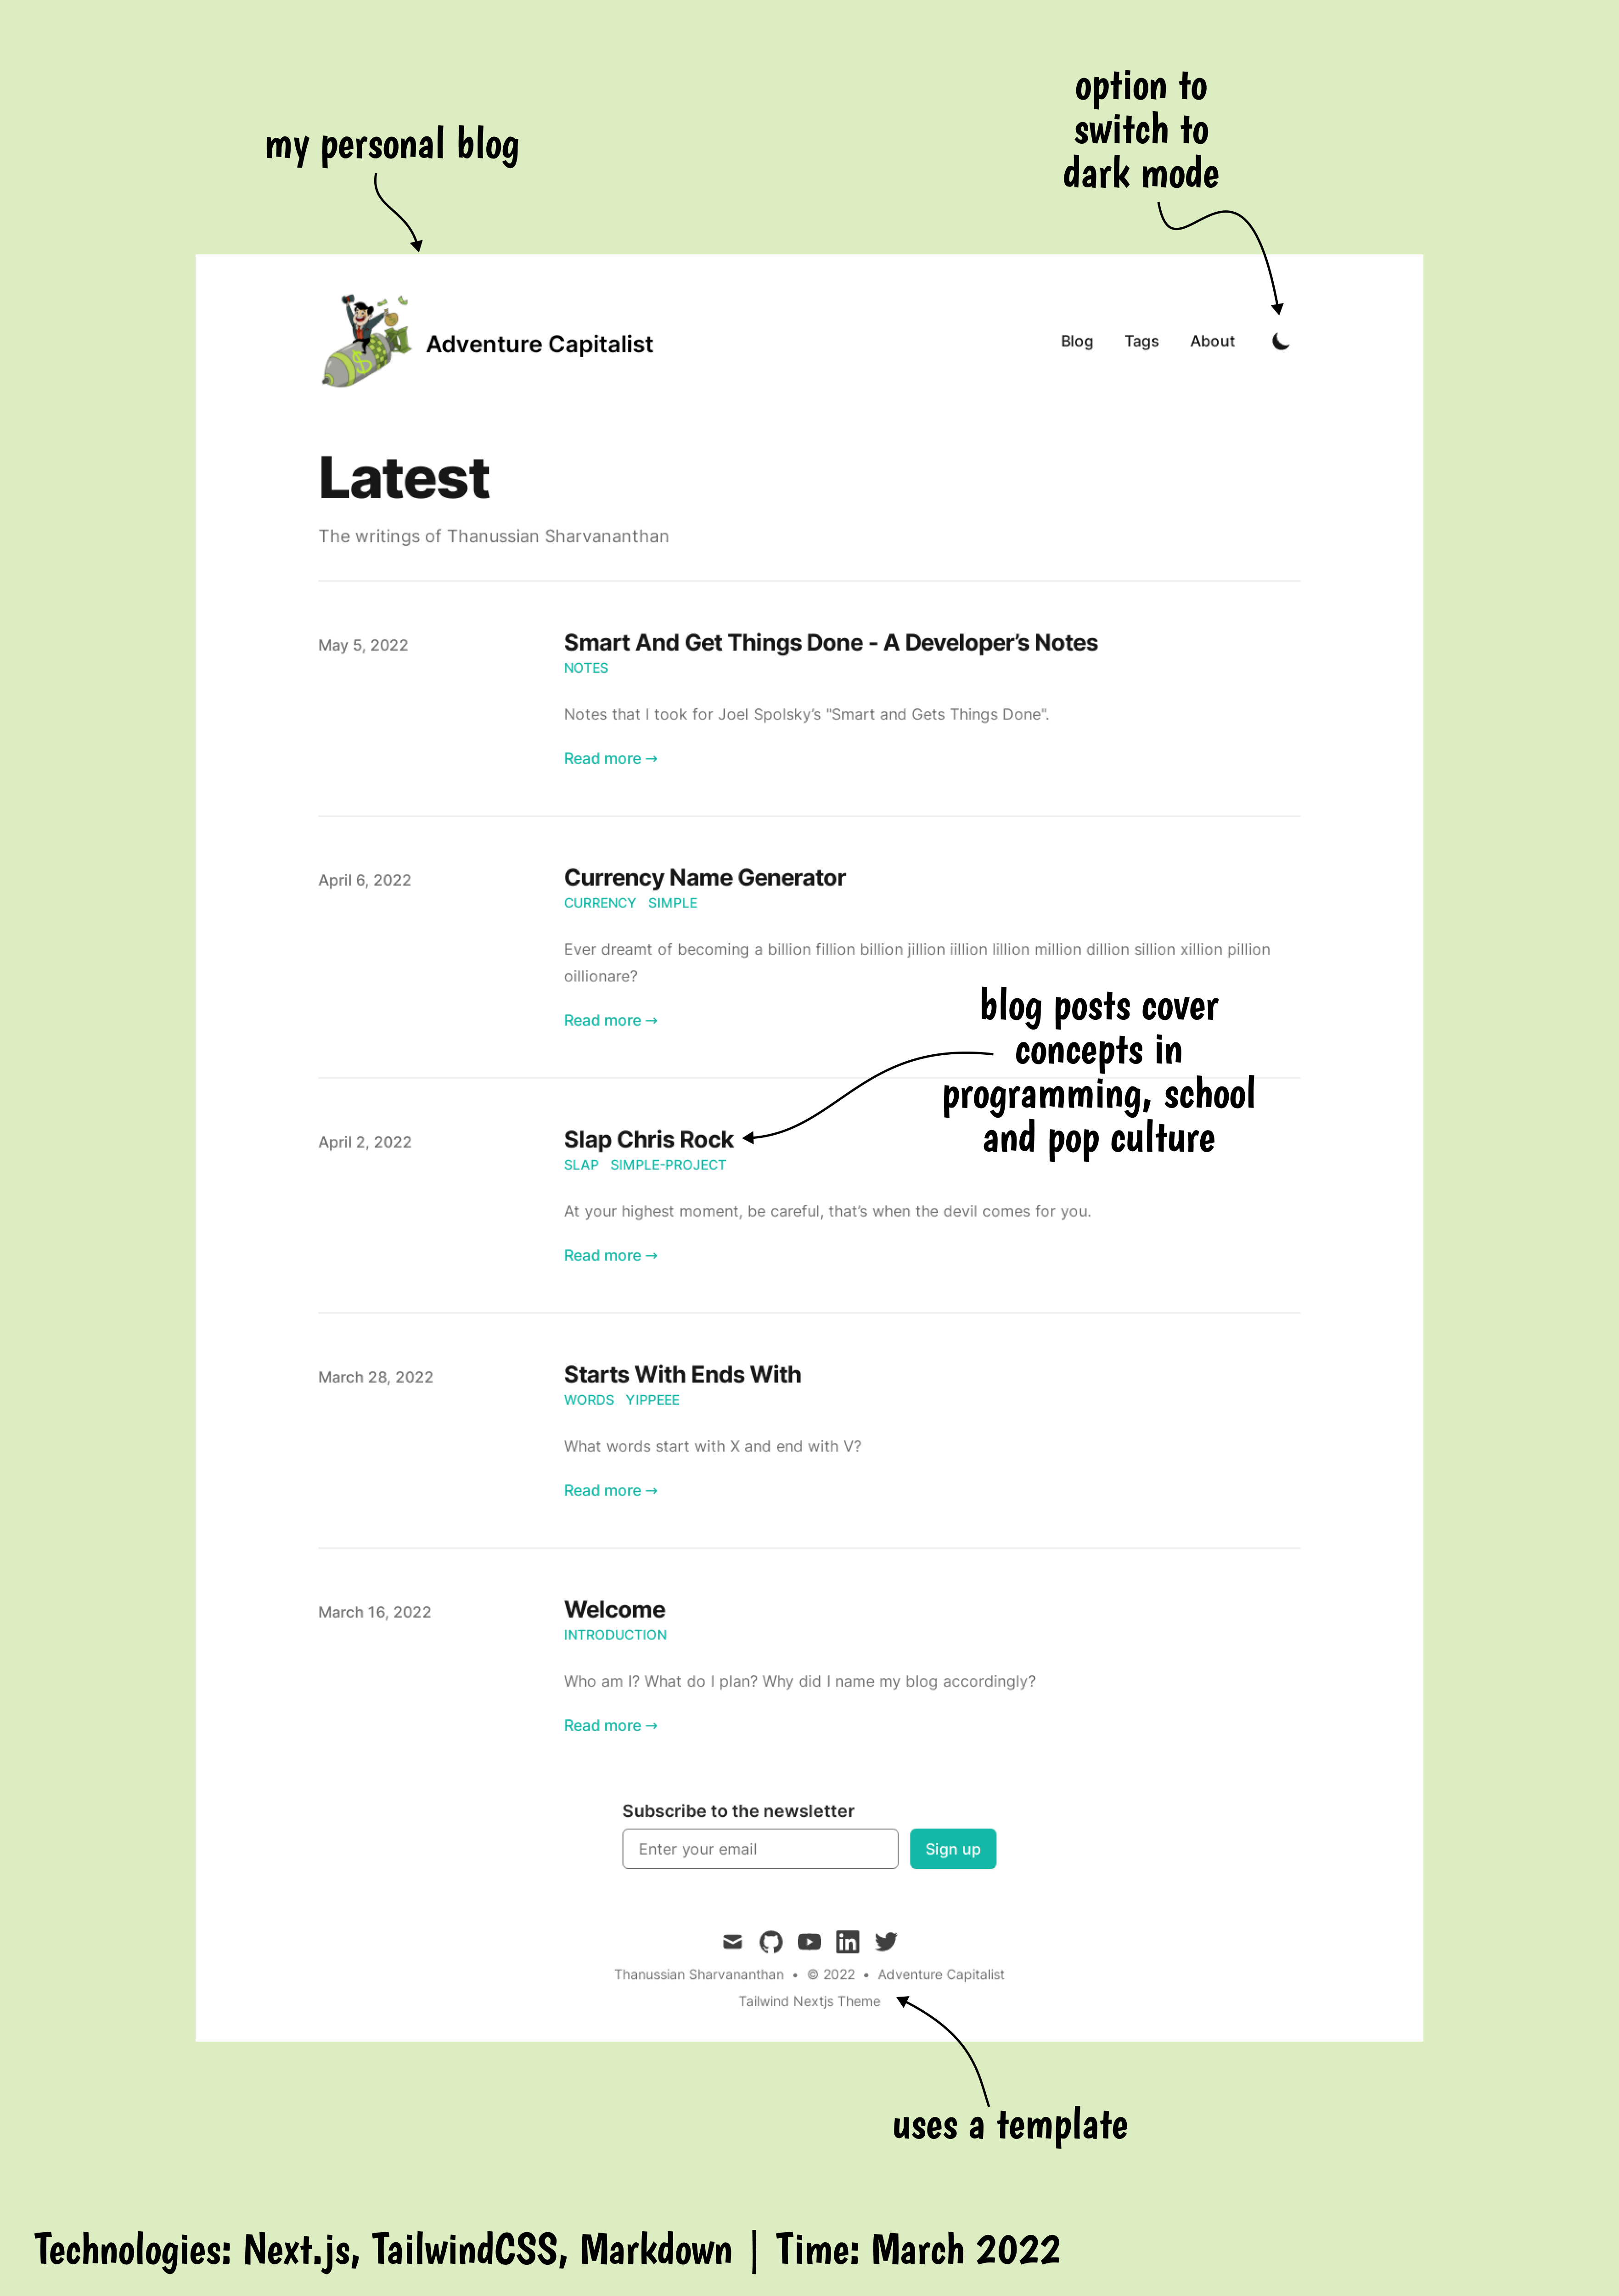 option to
switch to
dark mode
my personal blog
Adventure Capitalist
Blog Tags About
Latest
The writings of Thanussian Sharvananthan
May 5, 2022
Smart And Get Things Done - A Developer's Notes
NOTES
Notes that I took for Joel Spolsky's "Smart and Gets Things Done".
Read more →
April 6, 2022
Currency Name Generator
CURRENCY SIMPLE
Ever dreamt of becoming a billion fillion billion jillion iillion lillion million dillion sillion xillion pillion
oillionare?
Read more →
blog posts cover
concepts in
programming, school
and pop culture
April 2, 2022
Slap Chris Rock
SLAP SIMPLE-PROJECT
At your highest moment, be careful, that's when the devil comes for you.
Read more →
March 28, 2022
Starts With Ends With
WORDS YIPPEEE
What words start with X and end with V?
Read more →
March 16, 2022
Welcome
INTRODUCTION
Who am I? What do I plan? Why did I name my blog accordingly?
Read more →
Subscribe to the newsletter
Enter your email
Sign up
in
Thanussian Sharvananthan • © 2022 • Adventure Capitalist
Tailwind Nextjs Theme
uses a template
Technologies: Next.js, TailwindCSS, Markdown | Time: March 2022